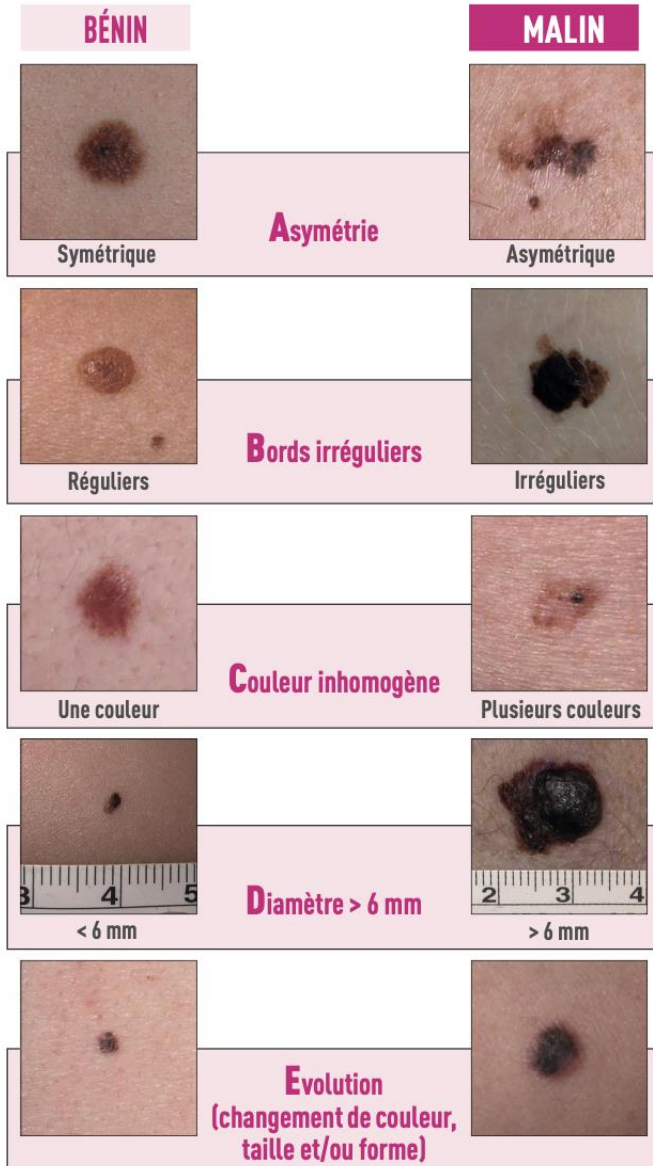 BÉNIN
MALIN
Asymétrie
Symétrique
Asymétrique
Bords irréguliers
Réguliers
Irréguliers
Couleur inhomogène
Une couleur
Plusieurs couleurs
3 4 5
2 3 4
Diamètre > 6 mm
< 6 mm
> 6 mm
Evolution
(changement de couleur,
taille et/ou forme)